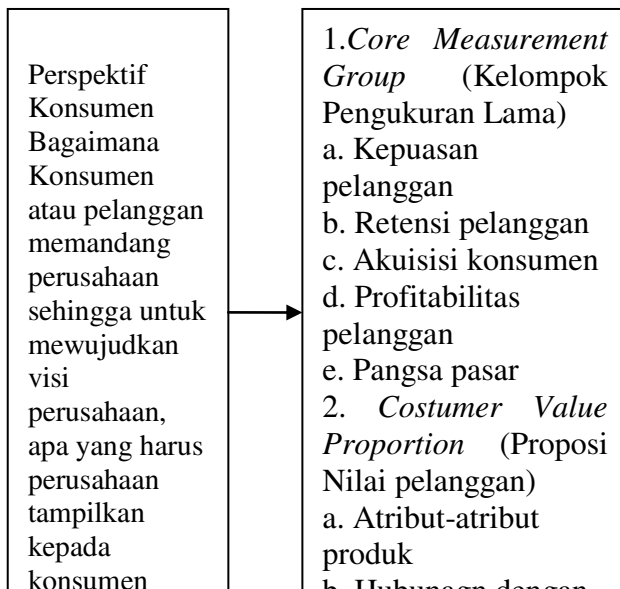 Perspektif
Konsumen
Bagaimana
Konsumen
atau pelanggan
memandang
perusahaan
sehingga untuk
mewujudkan
visi
perusahaan,
apa yang harus
perusahaan
tampilkan
kepada
konsumen
1.Core Measurement
Group (Kelompok
Pengukuran Lama)
a. Kepuasan
pelanggan
b. Retensi pelanggan
c. Akuisisi konsumen
d. Profitabilitas
pelanggan
e. Pangsa pasar
2. Costumer Value
Proportion (Proposi
Nilai pelanggan)
a. Atribut-atribut
produk
b. Hubunagn dengan